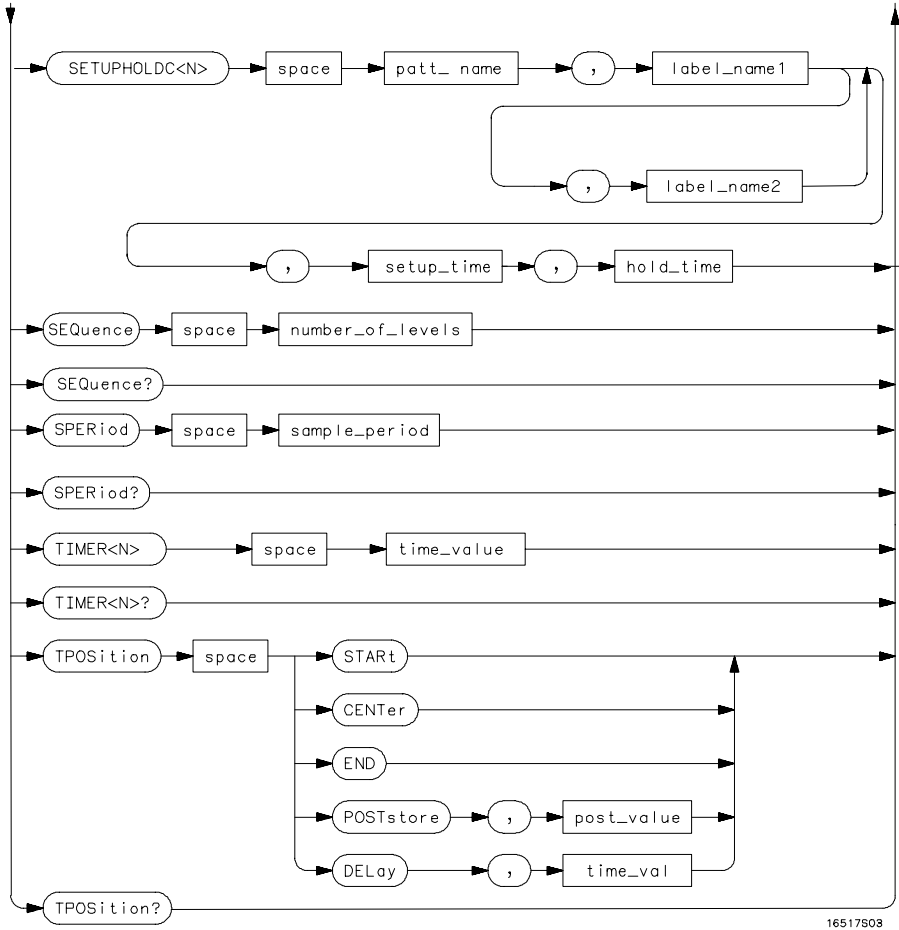 SETUPHOLDC<N> space patt_ name , label_name1
, label_name2
, setup_time , hold_time
SEQuence space number_of_levels
SEQuence?
SPERiod space sample_period
SPERiod?
TIMER<N> space time_value
TIMER<N>?
TPOSition space STARt
CENTer
END
POSTstore , post_value
DELay , time_val
TPOSition?
16517S03